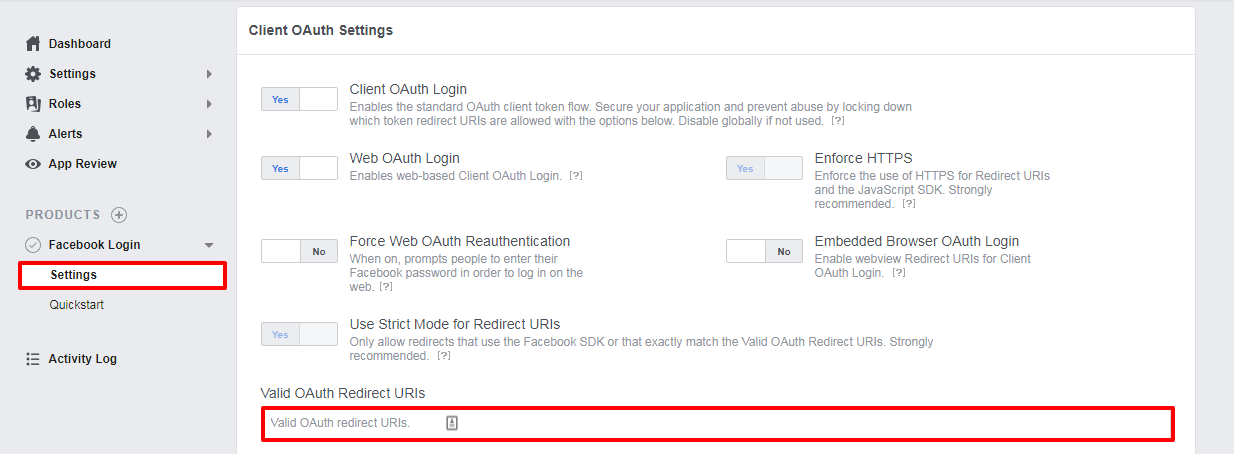 Dashboard
Settings
Roles
Alerts
App Review
PRODUCTS
Facebook Login
Settings
Quickstart
Activity Log
Client OAuth Settings
Yes
Client OAuth Login
Enables the standard OAuth client token flow. Secure your application and prevent abuse by locking down
which token redirect URIs are allowed with the options below. Disable globally if not used. [?]
Yes
Web OAuth Login
Enables web-based Client OAuth Login. [?]
Yes
Enforce HTTPS
Enforce the use of HTTPS for Redirect URIs
and the JavaScript SDK. Strongly
recommended. [?]
No
Force Web OAuth Reauthentication
When on, prompts people to enter their
Facebook password in order to log in on the
web. [?]
No
Embedded Browser OAuth Login
Enable webview Redirect URIs for Client
OAuth Login. [?]
Yes
Use Strict Mode for Redirect URIs
Only allow redirects that use the Facebook SDK or that exactly match the Valid OAuth Redirect URIs. Strongly
recommended. [?]
Valid OAuth Redirect URIs
Valid OAuth redirect URIs.